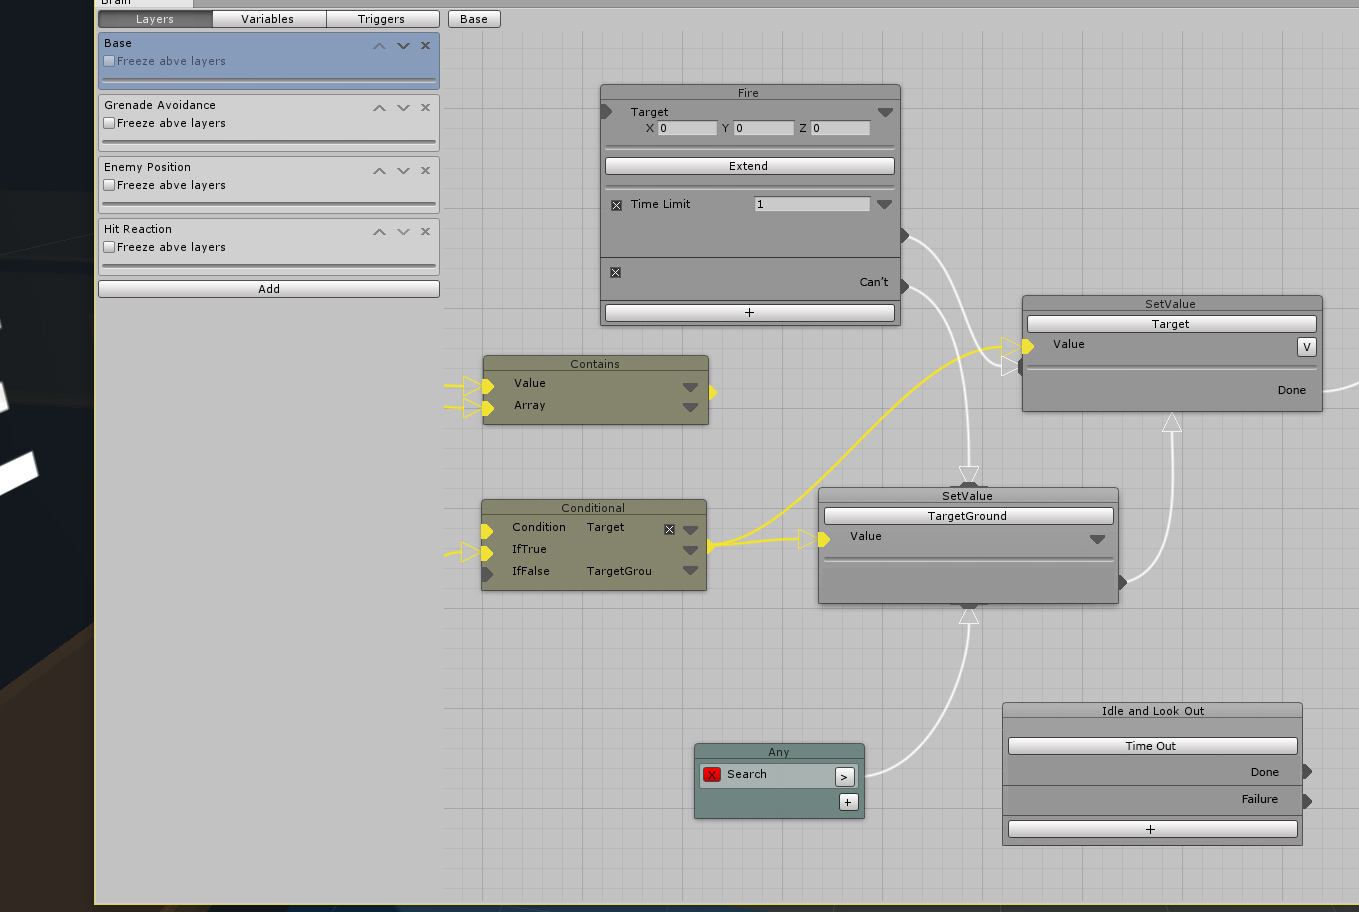 Brain
Layers Variables Triggers Base
Base
Freeze abve layers
Grenade Avoidance
Freeze abve layers
Enemy Position
Freeze abve layers
Hit Reaction
Freeze abve layers
Add
Fire
Target
X 0 Y 0 Z 0
Extend
Time Limit 1
Can't
+
Contains
Value
Array
Conditional
Condition Target
IfTrue
IfFalse TargetGrou
SetValue
Target
Value V
Done
SetValue
TargetGround
Value
Any
X Search >
+
Idle and Look Out
Time Out
Done
Failure
+